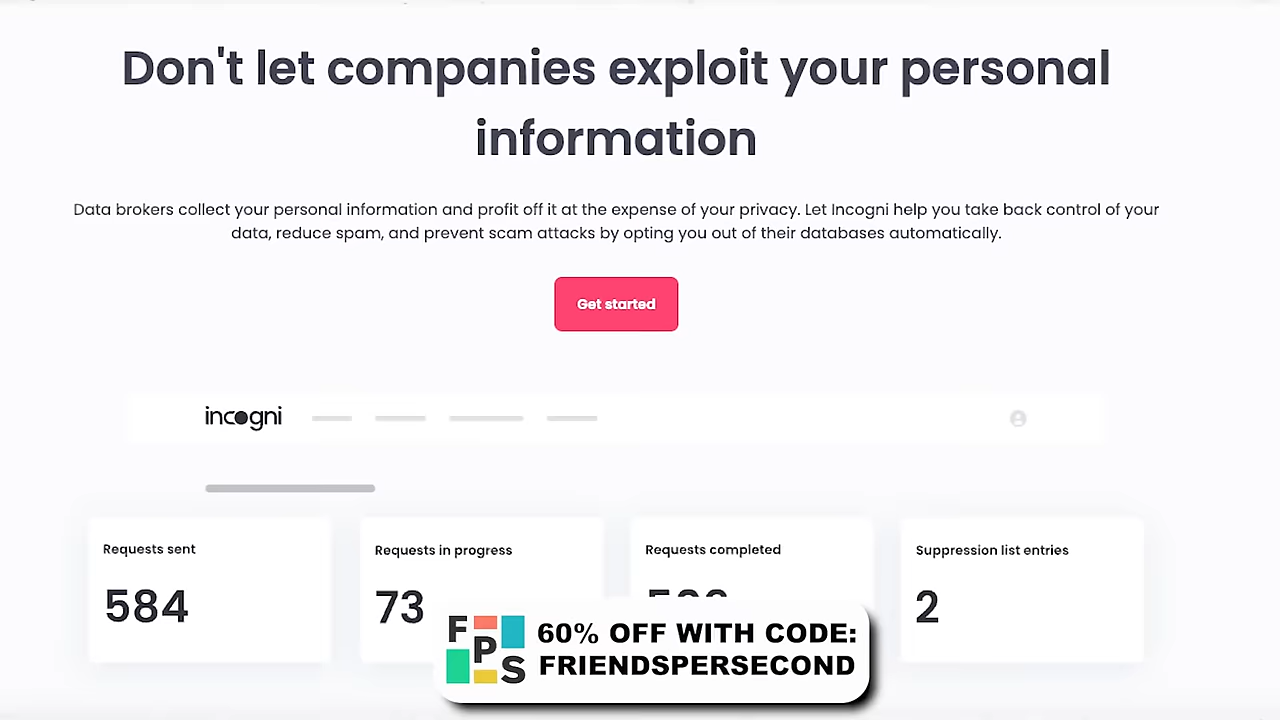 Don't let companies exploit your personal
information
Data brokers collect your personal information and profit off it at the expense of your privacy. Let Incogni help you take back control of your
data, reduce spam, and prevent scam attacks by opting you out of their databases automatically.
Get started
incogni
Requests sent
Requests in progress
Requests completed
Suppression list entries
584
73
2
FPS
60% OFF WITH CODE:
FRIENDSPERSECOND